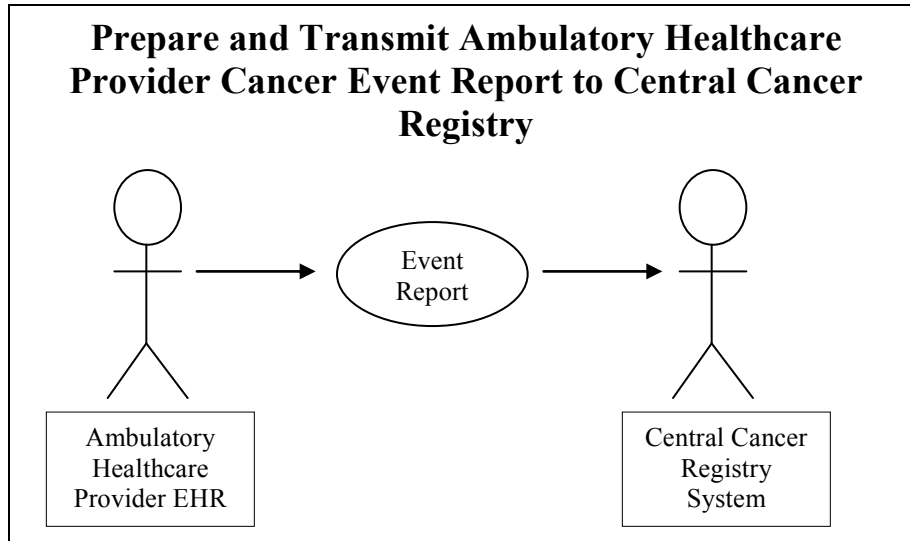 Prepare and Transmit Ambulatory Healthcare
Provider Cancer Event Report to Central Cancer
Registry
Event
Report
Ambulatory
Healthcare
Provider EHR
Central Cancer
Registry
System